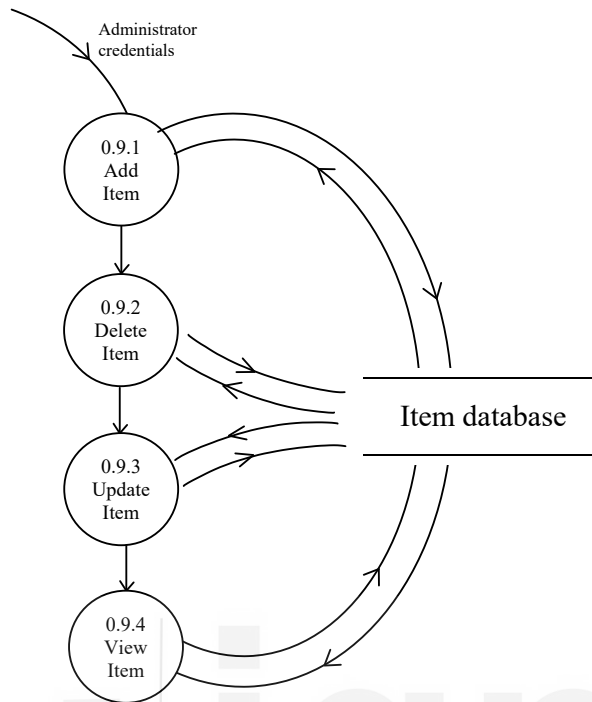 Administrator
credentials
0.9.1
Add
Item
0.9.2
Delete
Item
Item database
0.9.3
Update
Item
0.9.4
View
Item